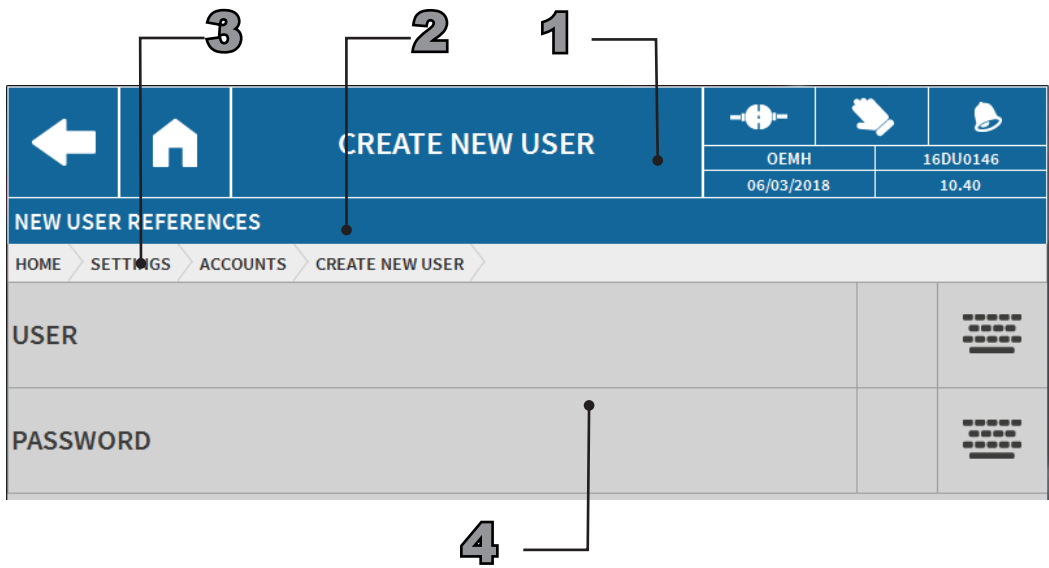 3 2 1
CREATE NEW USER
OEMH 16DU0146
06/03/2018 10.40
NEW USER REFERENCES
HOME SETTINGS ACCOUNTS CREATE NEW USER
USER
PASSWORD
4